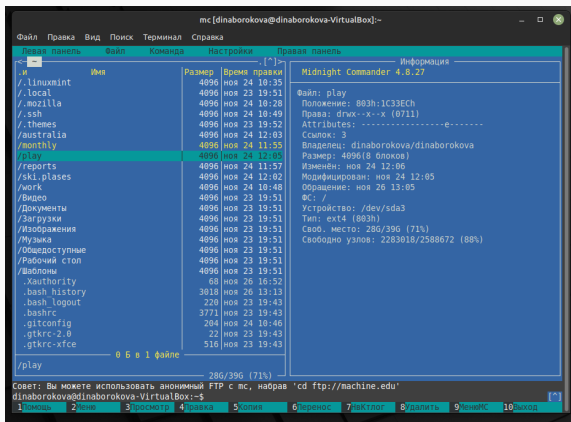 mc [dinaborokova@dinaborokova-VirtualBox]:~
Файл Правка Вид Поиск Терминал Справка
Левая панель Файл Команда Настройки Правая панель
<─ ~ .[^]>
.и Имя Размер Время правки
/.linuxmint 4096 ноя 24 10:35
/.local 4096 ноя 23 19:51
/.mozilla 4096 ноя 24 10:28
/.ssh 4096 ноя 24 10:49
/.themes 4096 ноя 23 19:52
/australia 4096 ноя 24 12:03
/monthly 4096 ноя 24 11:55
/play 4096 ноя 24 12:05
/reports 4096 ноя 24 11:57
/ski.plases 4096 ноя 24 12:02
/work 4096 ноя 24 10:48
/Видео 4096 ноя 23 19:51
/Документы 4096 ноя 23 19:51
/Загрузки 4096 ноя 23 19:51
/Изображения 4096 ноя 23 19:51
/Музыка 4096 ноя 23 19:51
/Общедоступные 4096 ноя 23 19:51
/Рабочий стол 4096 ноя 23 19:51
/Шаблоны 4096 ноя 23 19:51
.Xauthority 68 ноя 26 16:52
.bash_history 3018 ноя 26 13:13
.bash_logout 220 ноя 23 19:43
.bashrc 3771 ноя 23 19:43
.gitconfig 204 ноя 24 10:46
.gtkrc-2.0 22 ноя 23 19:43
.gtkrc-xfce 516 ноя 23 19:43
0 Б в 1 файле
/play
28G/39G (71%)
Информация
Midnight Commander 4.8.27
Файл: play
Положение: 803h:1C33ECh
Права: drwx--x--x (0711)
Attributes: --------------e-------
Ссылок: 3
Владелец: dinaborokova/dinaborokova
Размер: 4096(8 блоков)
Изменён: ноя 24 12:06
Модифицирован: ноя 24 12:05
Обращение: ноя 26 13:05
ФС: /
Устройство: /dev/sda3
Тип: ext4 (803h)
Своб. место: 28G/39G (71%)
Свободно узлов: 2283018/2588672 (88%)
Совет: Вы можете использовать анонимный FTP с mc, набрав 'cd ftp://machine.edu'
dinaborokova@dinaborokova-VirtualBox:~$ [^]
1Помощь 2Меню 3Просмотр 4Правка 5Копия 6Перенос 7НвКтлог 8Удалить 9МенюMC 10Выход